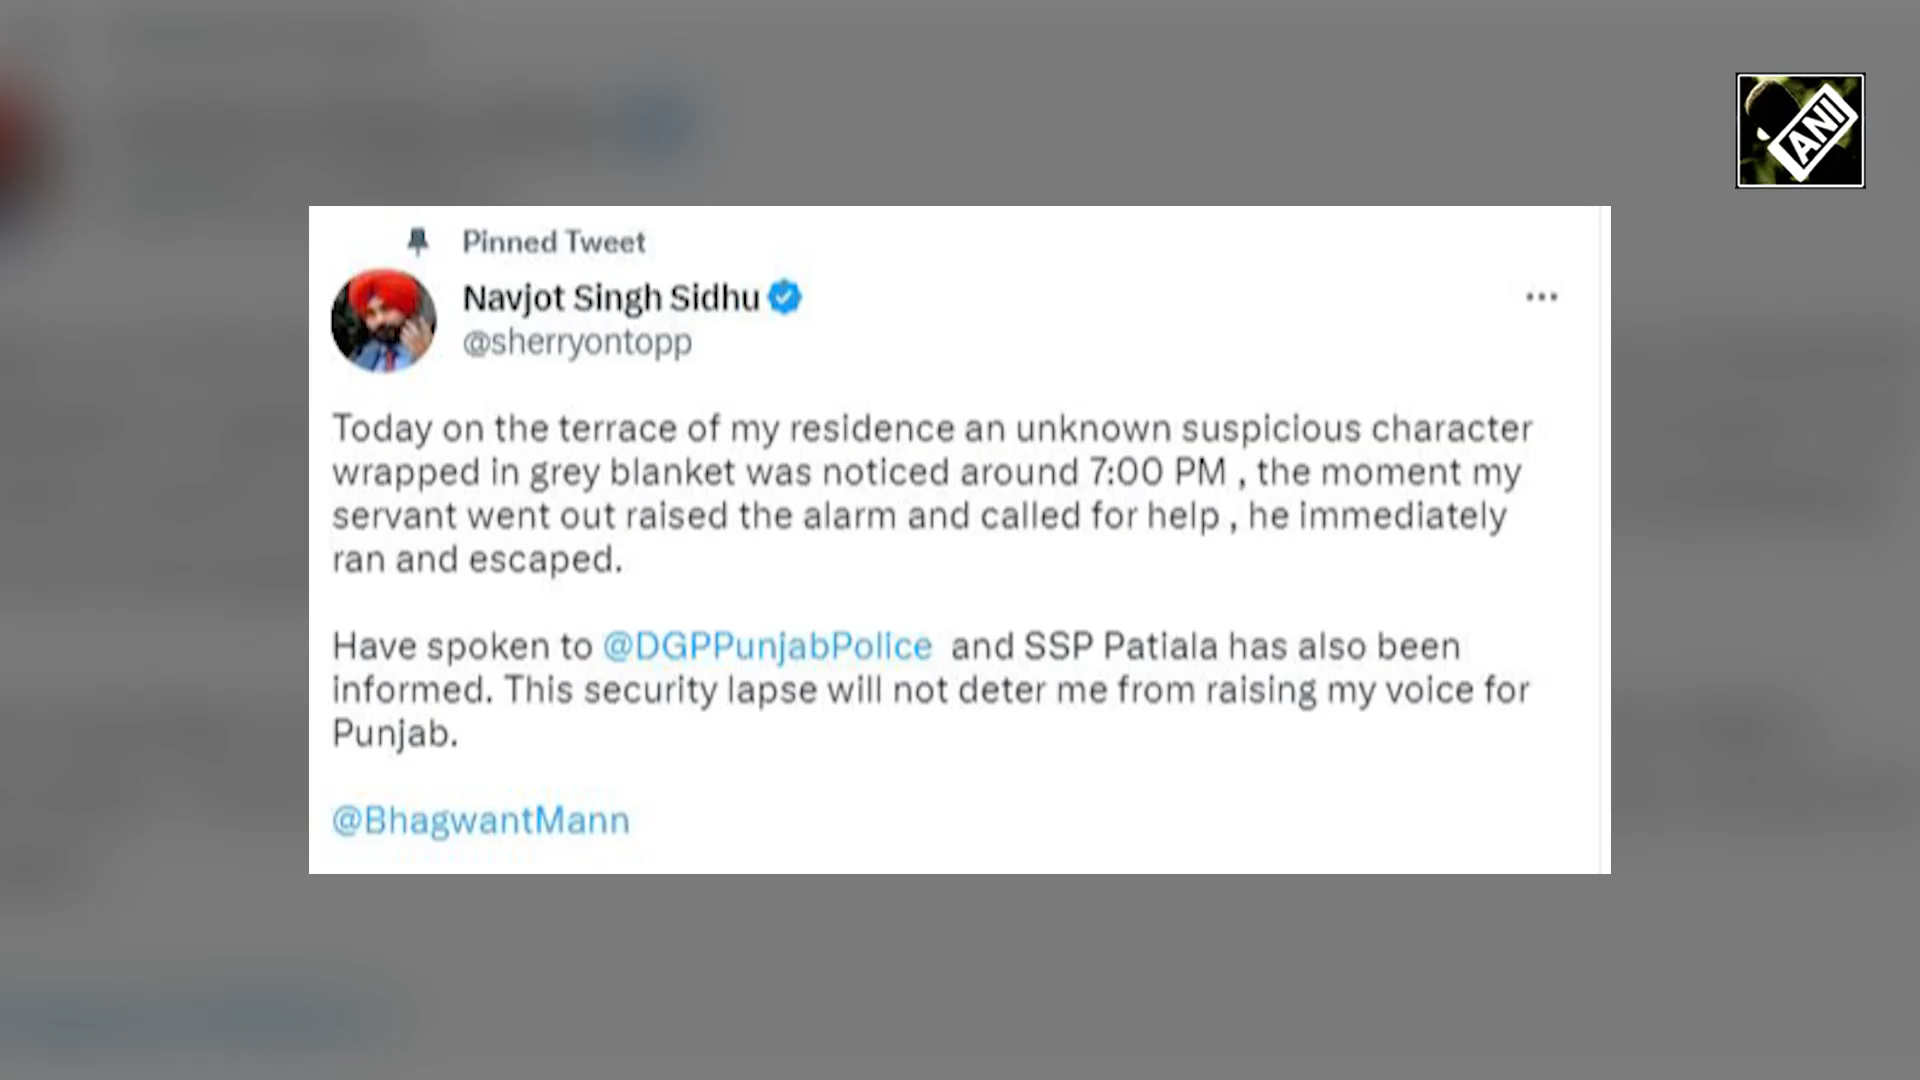 ANI
Pinned Tweet
Navjot Singh Sidhu
@sherryontopp
Today on the terrace of my residence an unknown suspicious character
wrapped in grey blanket was noticed around 7:00 PM , the moment my
servant went out raised the alarm and called for help , he immediately
ran and escaped.
Have spoken to @DGPPunjabPolice  and SSP Patiala has also been
informed. This security lapse will not deter me from raising my voice for
Punjab.
@BhagwantMann